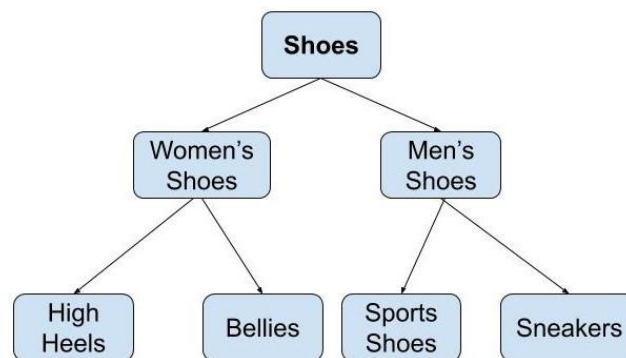 Shoes
Women's
Shoes
Men's
Shoes
High
Heels
Bellies
Sports
Shoes
Sneakers